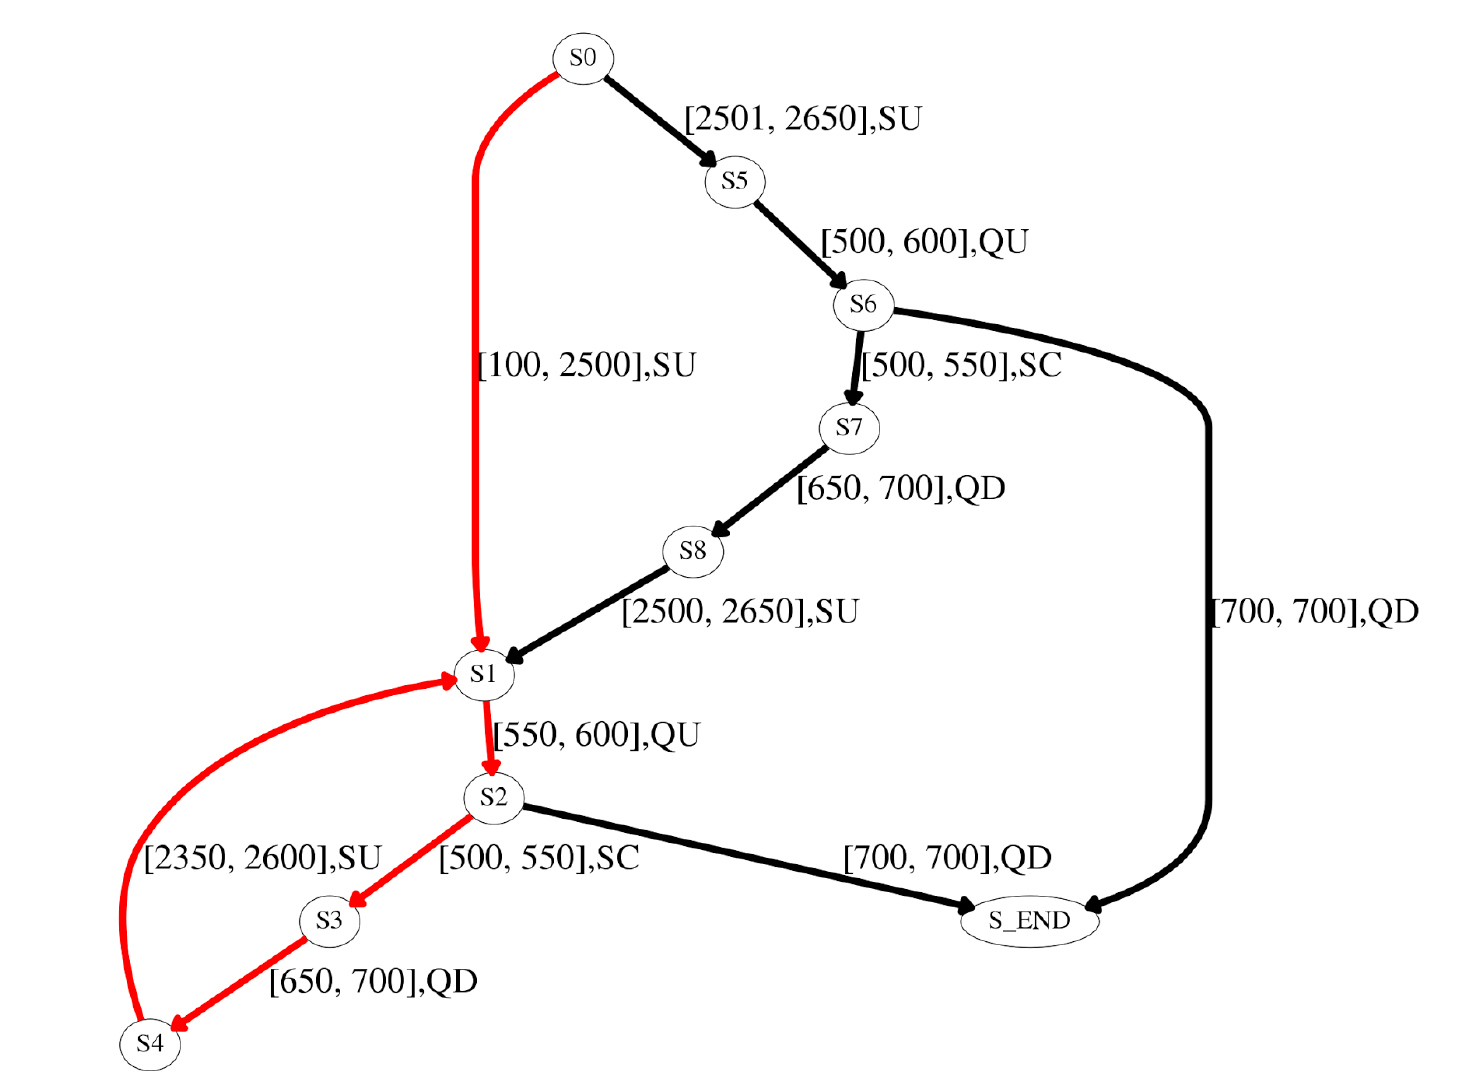 S0
[2501, 2650],SU
S5
[500, 600],QU
S6
[100, 2500],SU
[500, 550],SC
S7
[650, 700],QD
S8
[2500, 2650],SU
[700, 700],QD
S1
[550, 600],QU
S2
[2350, 2600],SU
[500, 550],SC
[700, 700],QD
S3
S_END
[650, 700],QD
S4